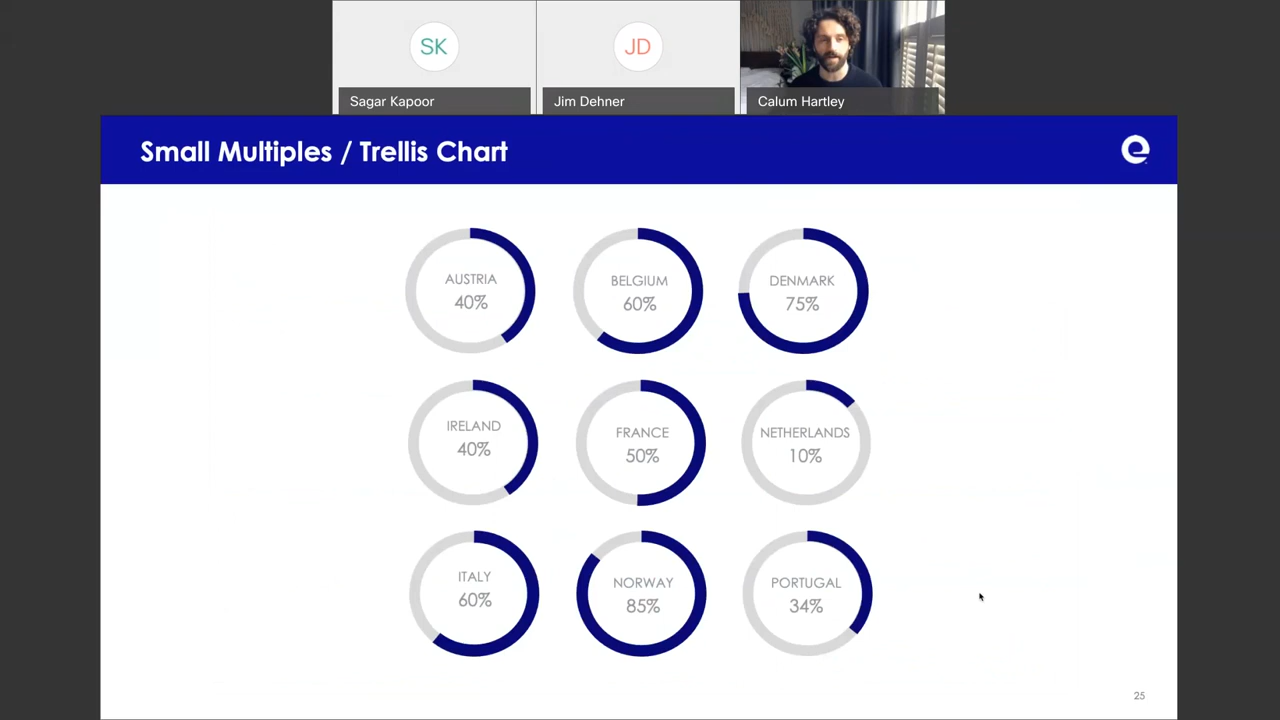 SK
JD
Sagar Kapoor
Jim Dehner
Calum Hartley
Small Multiples / Trellis Chart
e
AUSTRIA
40%
BELGIUM
60%
DENMARK
75%
IRELAND
40%
FRANCE
50%
NETHERLANDS
10%
ITALY
60%
NORWAY
85%
PORTUGAL
34%
25